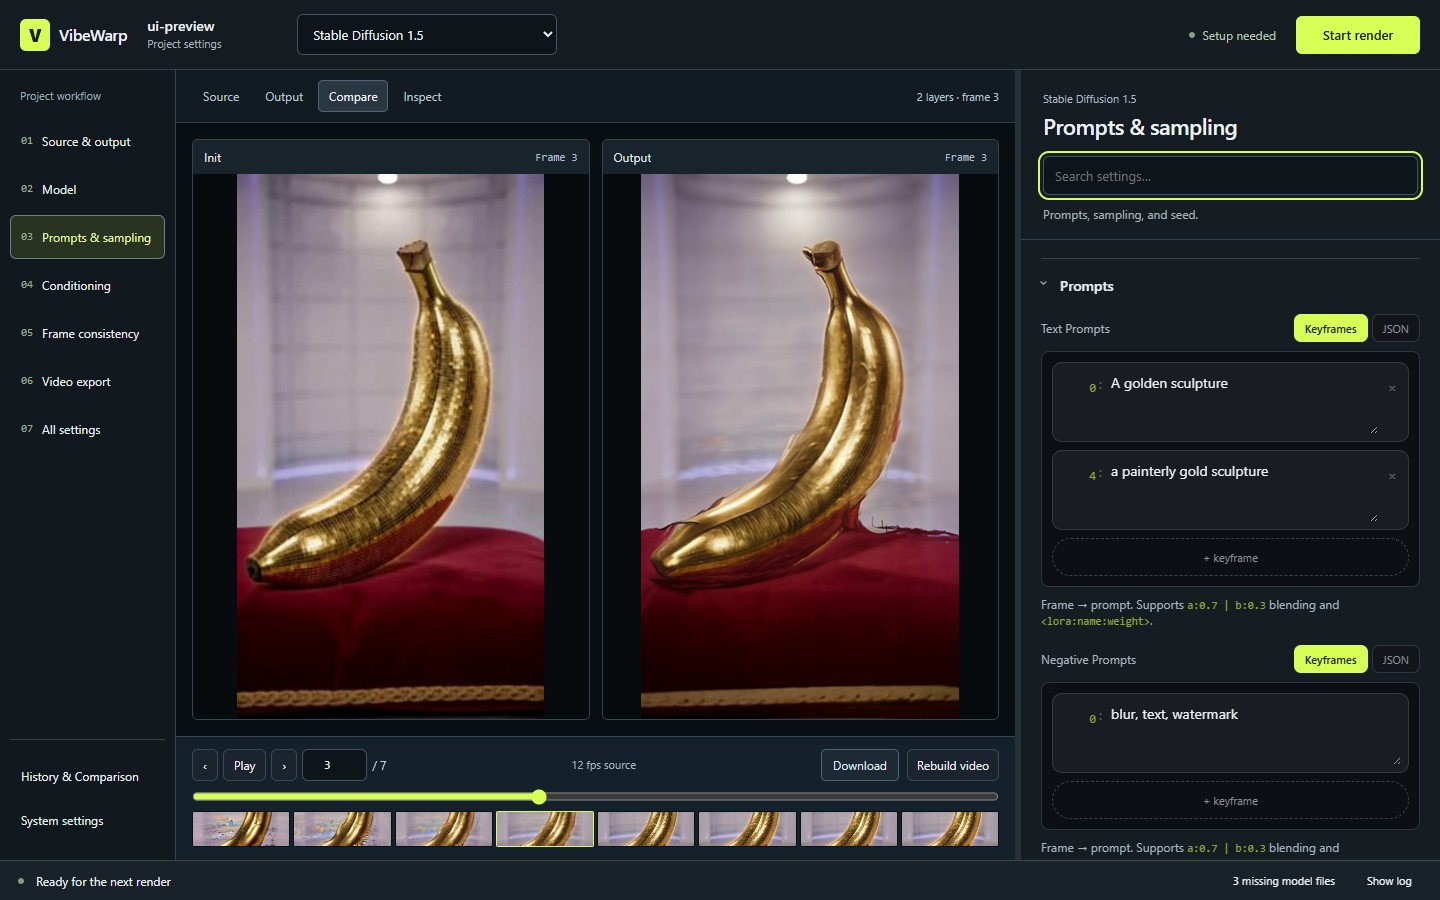 V VibeWarp
ui-preview
Project settings
Stable Diffusion 1.5
Setup needed
Start render
Project workflow
01 Source & output
02 Model
03 Prompts & sampling
04 Conditioning
05 Frame consistency
06 Video export
07 All settings
History & Comparison
System settings
Source Output Compare Inspect
2 layers · frame 3
Init Frame 3
Output Frame 3
‹ Play › 3 / 7
12 fps source
Download Rebuild video
Stable Diffusion 1.5
Prompts & sampling
Search settings...
Prompts, sampling, and seed.
Prompts
Text Prompts Keyframes JSON
0: A golden sculpture ×
4: a painterly gold sculpture ×
+ keyframe
Frame → prompt. Supports a:0.7 | b:0.3 blending and
<lora:name:weight>.
Negative Prompts Keyframes JSON
0: blur, text, watermark
+ keyframe
Frame → prompt. Supports a:0.7 | b:0.3 blending and
Ready for the next render
3 missing model files Show log